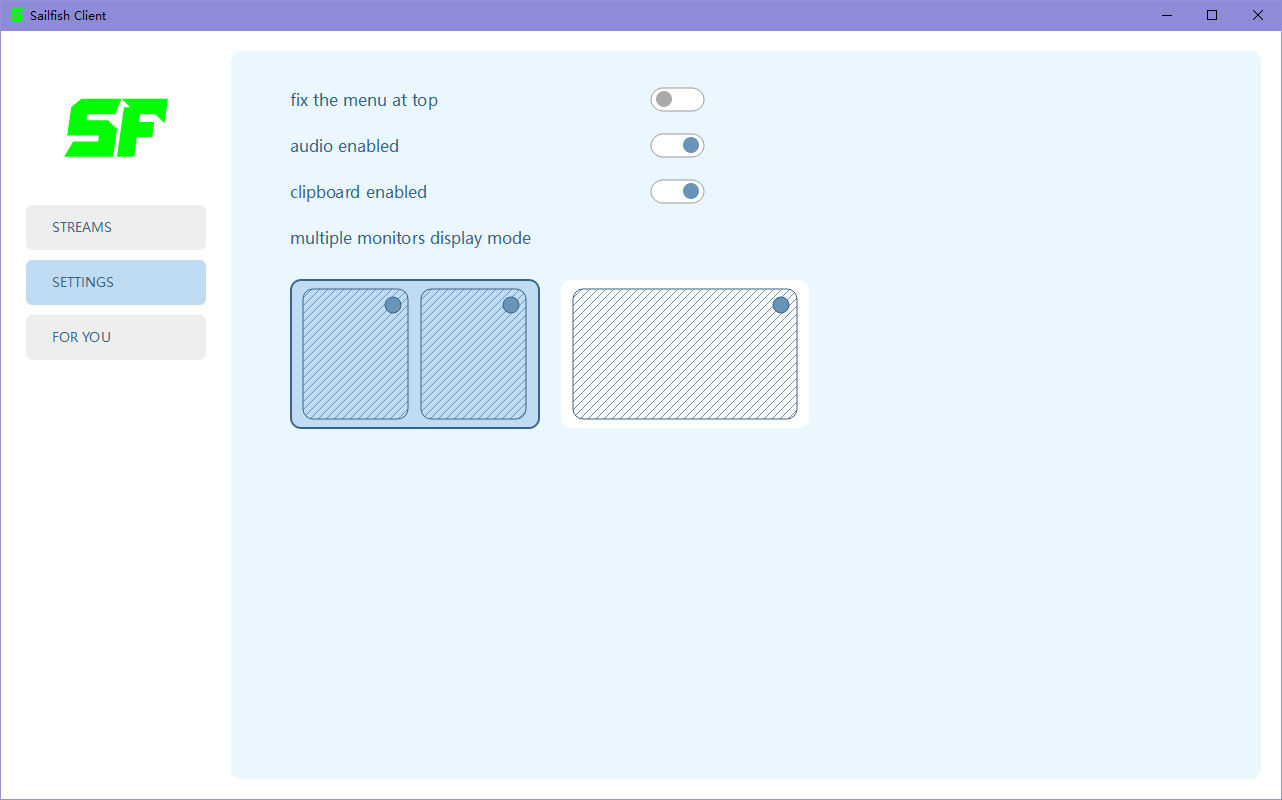 Sailfish Client
SF
STREAMS
SETTINGS
FOR YOU
fix the menu at top
audio enabled
clipboard enabled
multiple monitors display mode